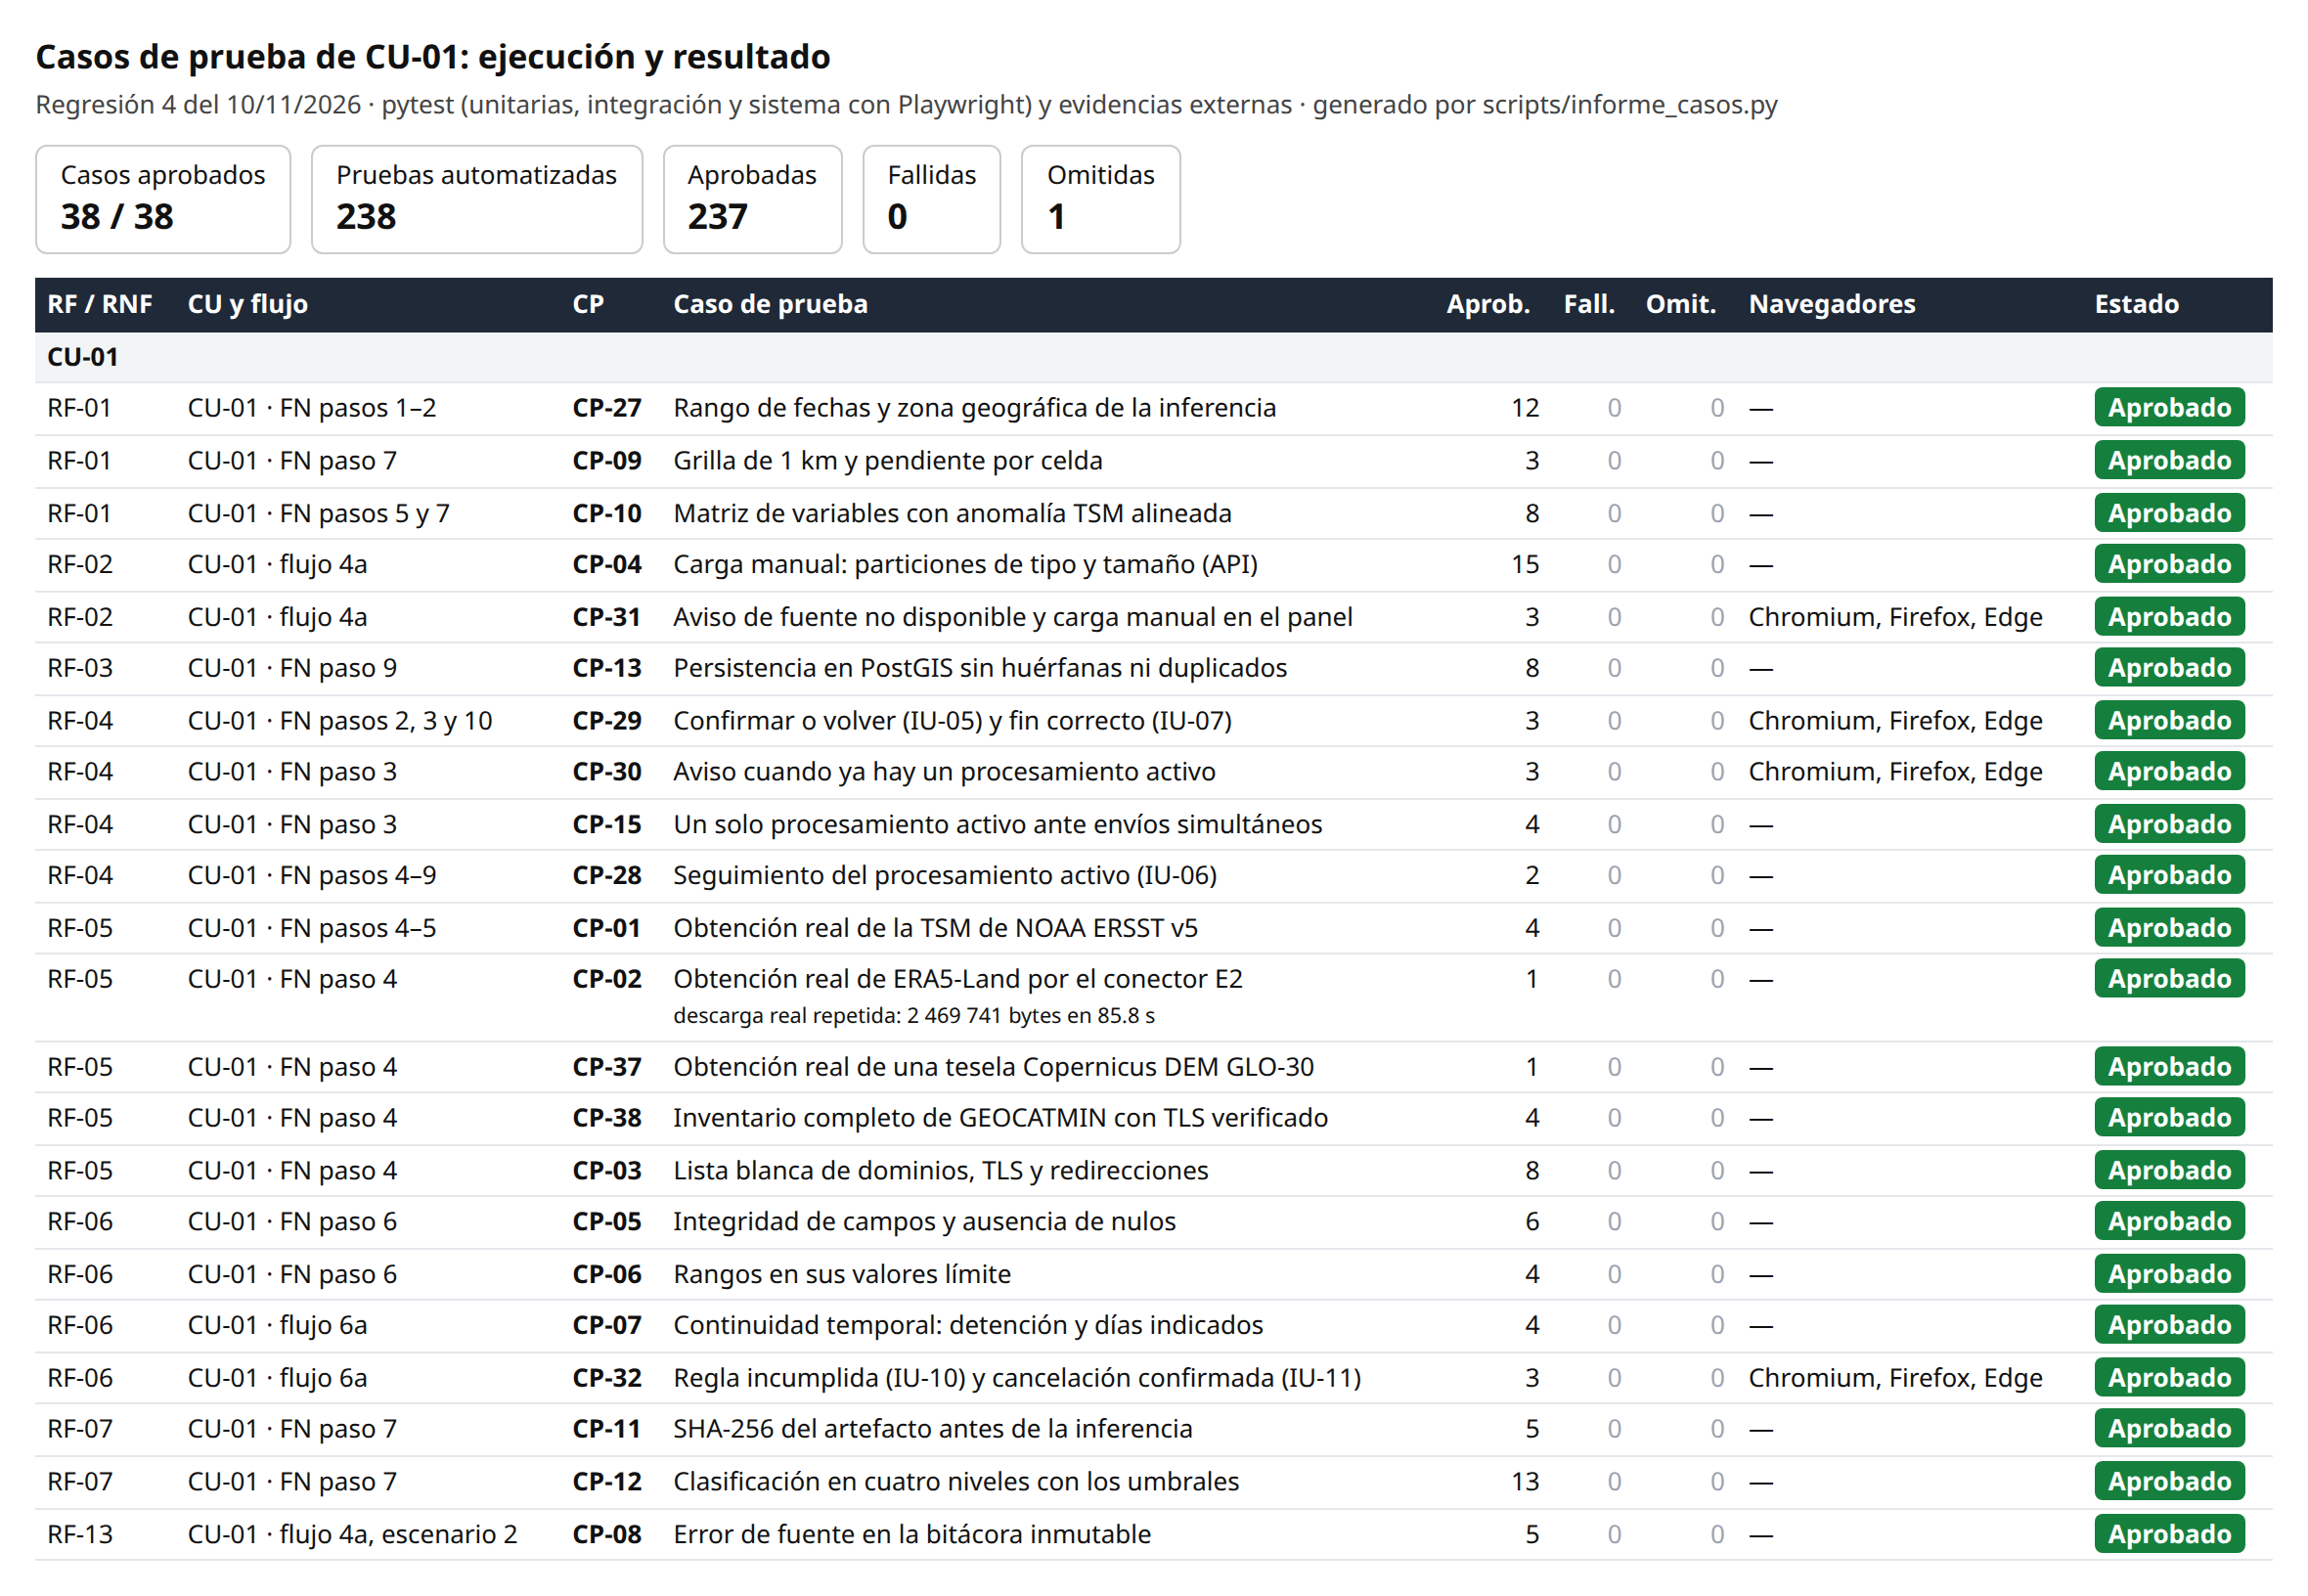 Casos de prueba de CU-01: ejecución y resultado
Regresión 4 del 10/11/2026 · pytest (unitarias, integración y sistema con Playwright) y evidencias externas · generado por scripts/informe_casos.py
Casos aprobados Pruebas automatizadas Aprobadas Fallidas Omitidas
38 / 38 238 237 0 1
RF / RNF CU y flujo CP Caso de prueba Aprob. Fall. Omit. Navegadores Estado
CU-01
RF-01 CU-01 · FN pasos 1–2 CP-27 Rango de fechas y zona geográfica de la inferencia 12 0 0 — Aprobado
RF-01 CU-01 · FN paso 7 CP-09 Grilla de 1 km y pendiente por celda 3 0 0 — Aprobado
RF-01 CU-01 · FN pasos 5 y 7 CP-10 Matriz de variables con anomalía TSM alineada 8 0 0 — Aprobado
RF-02 CU-01 · flujo 4a CP-04 Carga manual: particiones de tipo y tamaño (API) 15 0 0 — Aprobado
RF-02 CU-01 · flujo 4a CP-31 Aviso de fuente no disponible y carga manual en el panel 3 0 0 Chromium, Firefox, Edge Aprobado
RF-03 CU-01 · FN paso 9 CP-13 Persistencia en PostGIS sin huérfanas ni duplicados 8 0 0 — Aprobado
RF-04 CU-01 · FN pasos 2, 3 y 10 CP-29 Confirmar o volver (IU-05) y fin correcto (IU-07) 3 0 0 Chromium, Firefox, Edge Aprobado
RF-04 CU-01 · FN paso 3 CP-30 Aviso cuando ya hay un procesamiento activo 3 0 0 Chromium, Firefox, Edge Aprobado
RF-04 CU-01 · FN paso 3 CP-15 Un solo procesamiento activo ante envíos simultáneos 4 0 0 — Aprobado
RF-04 CU-01 · FN pasos 4–9 CP-28 Seguimiento del procesamiento activo (IU-06) 2 0 0 — Aprobado
RF-05 CU-01 · FN pasos 4–5 CP-01 Obtención real de la TSM de NOAA ERSST v5 4 0 0 — Aprobado
RF-05 CU-01 · FN paso 4 CP-02 Obtención real de ERA5-Land por el conector E2 1 0 0 — Aprobado
descarga real repetida: 2 469 741 bytes en 85.8 s
RF-05 CU-01 · FN paso 4 CP-37 Obtención real de una tesela Copernicus DEM GLO-30 1 0 0 — Aprobado
RF-05 CU-01 · FN paso 4 CP-38 Inventario completo de GEOCATMIN con TLS verificado 4 0 0 — Aprobado
RF-05 CU-01 · FN paso 4 CP-03 Lista blanca de dominios, TLS y redirecciones 8 0 0 — Aprobado
RF-06 CU-01 · FN paso 6 CP-05 Integridad de campos y ausencia de nulos 6 0 0 — Aprobado
RF-06 CU-01 · FN paso 6 CP-06 Rangos en sus valores límite 4 0 0 — Aprobado
RF-06 CU-01 · flujo 6a CP-07 Continuidad temporal: detención y días indicados 4 0 0 — Aprobado
RF-06 CU-01 · flujo 6a CP-32 Regla incumplida (IU-10) y cancelación confirmada (IU-11) 3 0 0 Chromium, Firefox, Edge Aprobado
RF-07 CU-01 · FN paso 7 CP-11 SHA-256 del artefacto antes de la inferencia 5 0 0 — Aprobado
RF-07 CU-01 · FN paso 7 CP-12 Clasificación en cuatro niveles con los umbrales 13 0 0 — Aprobado
RF-13 CU-01 · flujo 4a, escenario 2 CP-08 Error de fuente en la bitácora inmutable 5 0 0 — Aprobado